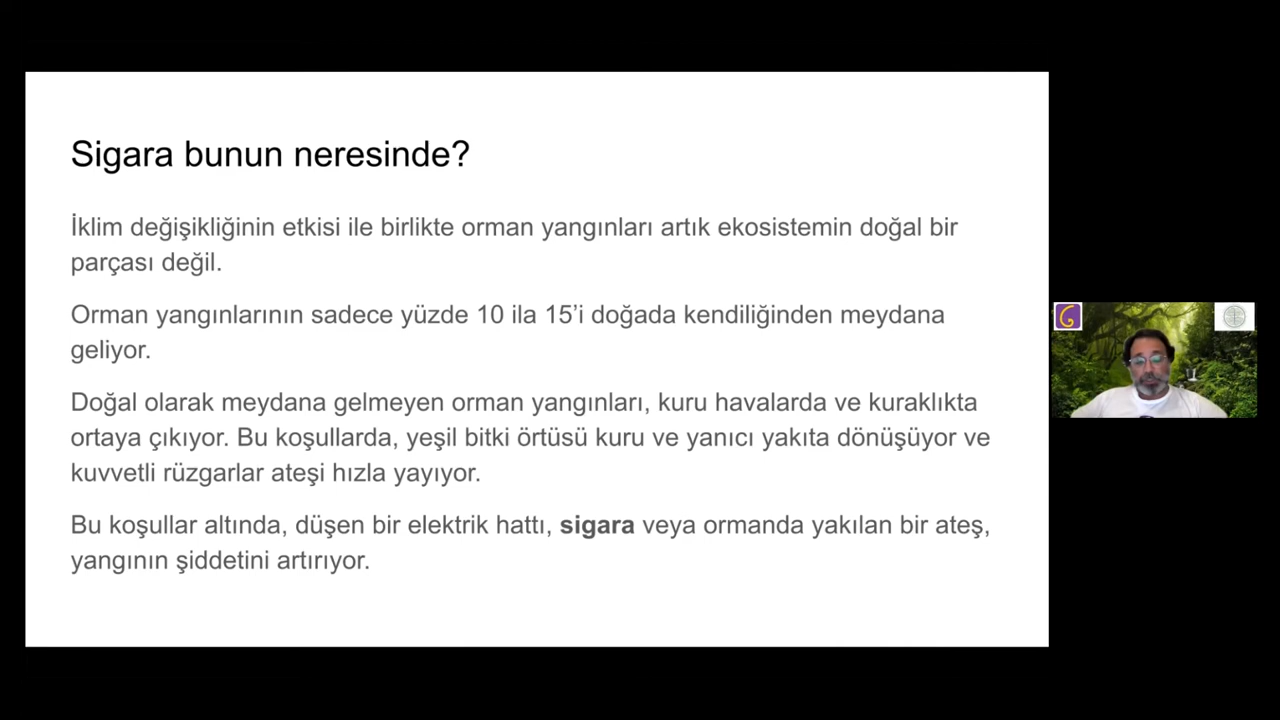 Sigara bunun neresinde?
İklim değişikliğinin etkisi ile birlikte orman yangınları artık ekosistemin doğal bir
parçası değil.
Orman yangınlarının sadece yüzde 10 ila 15’i doğada kendiliğinden meydana
geliyor.
Doğal olarak meydana gelmeyen orman yangınları, kuru havalarda ve kuraklıkta
ortaya çıkıyor. Bu koşullarda, yeşil bitki örtüsü kuru ve yanıcı yakıta dönüşüyor ve
kuvvetli rüzgarlar ateşi hızla yayıyor.
Bu koşullar altında, düşen bir elektrik hattı, sigara veya ormanda yakılan bir ateş,
yangının şiddetini artırıyor.